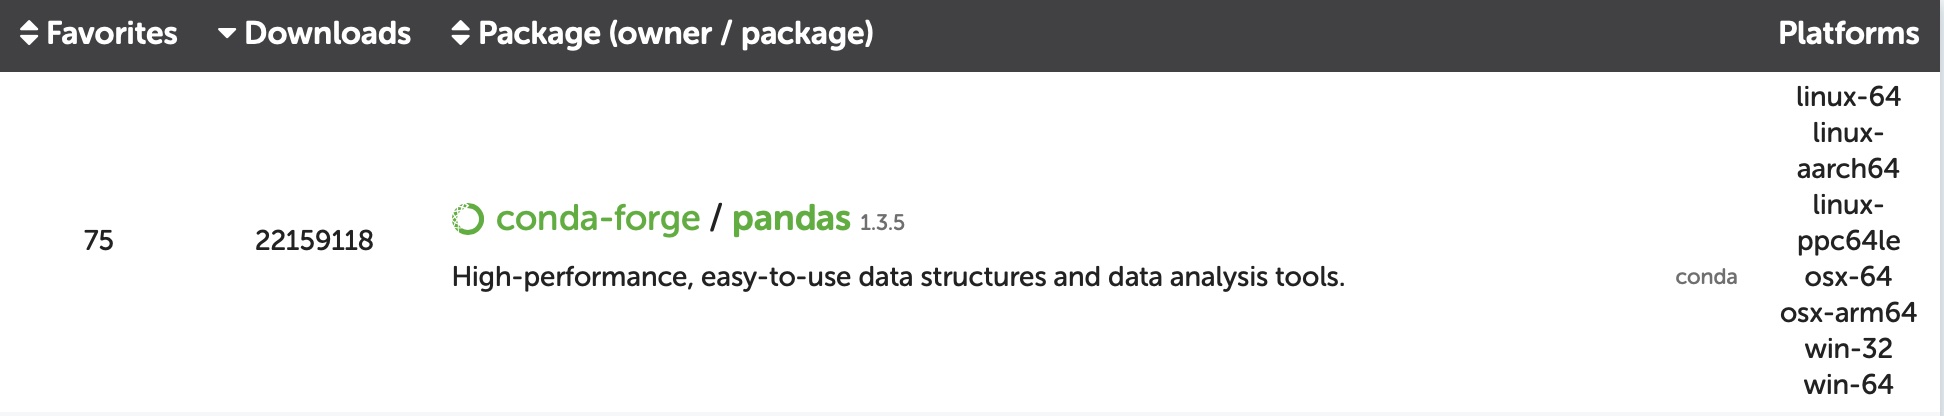 Favorites Downloads Package (owner / package) Platforms
75 22159118 conda-forge / pandas 1.3.5
High-performance, easy-to-use data structures and data analysis tools.
conda
linux-64
linux-
aarch64
linux-
ppc64le
osx-64
osx-arm64
win-32
win-64